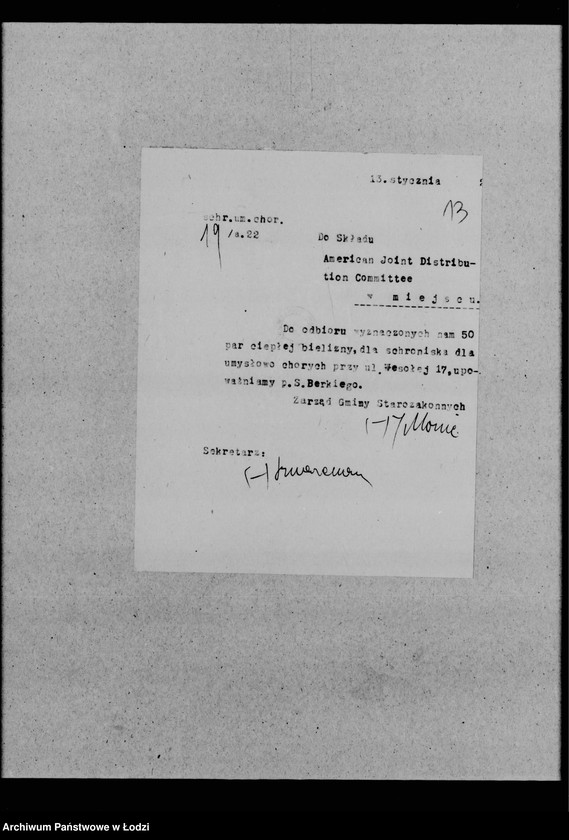 13.stycznia
13
schr.um.chor.
19/a.22
Do Składu
American Joint Distribu-
tion Committee
w miejscu.
Do odbioru wyznaczonych nam 50
par ciepłej bielizny,dla schroniska dla
umysłowo chorych przy ul.Wesołej 17,upo-
ważniamy p.S.Berkiego.
Zarząd Gminy Starozakonnych
(-)
Sekretarz:
(-)
Archiwum Państwowe w Łodzi